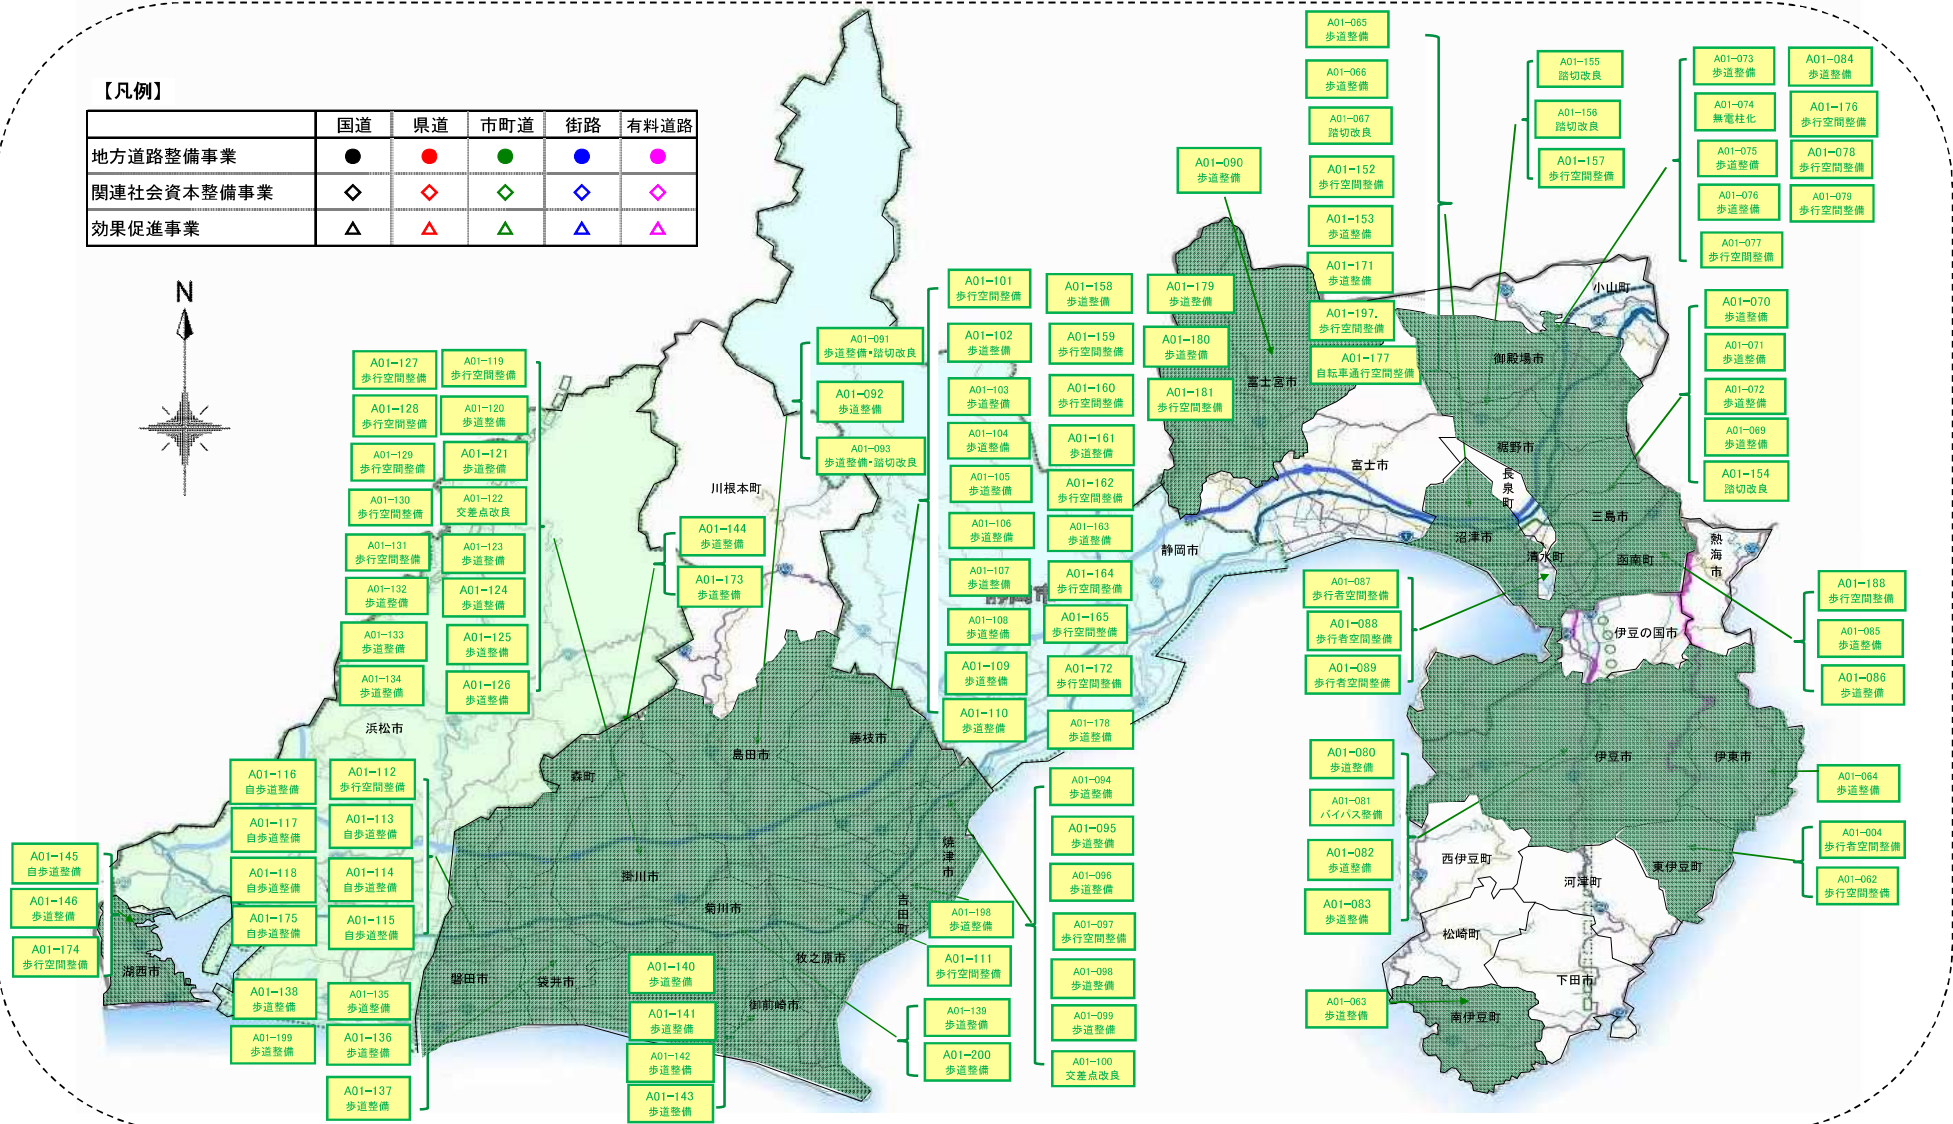 【凡例】
国道 県道 市町道 街路 有料道路
地方道路整備事業
関連社会資本整備事業
効果促進事業
N
A01-065
歩道整備
A01-066
歩道整備
A01-067
踏切改良
A01-152
歩行空間整備
A01-153
歩道整備
A01-171
歩道整備
A01-197.
歩行空間整備
A01-177
自転車通行空間整備
A01-155
踏切改良
A01-156
踏切改良
A01-157
歩行空間整備
A01-073
歩道整備
A01-074
無電柱化
A01-075
歩道整備
A01-076
歩道整備
A01-077
歩行空間整備
A01-084
歩道整備
A01-176
歩行空間整備
A01-078
歩行空間整備
A01-079
歩行空間整備
A01-090
歩道整備
A01-070
歩道整備
A01-071
歩道整備
A01-072
歩道整備
A01-069
歩道整備
A01-154
踏切改良
A01-101
歩行空間整備
A01-102
歩道整備
A01-103
歩道整備
A01-104
歩道整備
A01-105
歩道整備
A01-106
歩行空間整備
A01-107
歩道整備
A01-108
歩道整備
A01-109
歩道整備
A01-110
歩道整備
A01-158
歩道整備
A01-159
歩行空間整備
A01-160
歩行空間整備
A01-161
歩道整備
A01-162
歩行空間整備
A01-163
歩道整備
A01-164
歩行空間整備
A01-165
歩行空間整備
A01-172
歩行空間整備
A01-178
歩道整備
A01-179
歩道整備
A01-180
歩道整備
A01-181
歩行空間整備
A01-091
歩道整備・踏切改良
A01-092
歩道整備
A01-093
歩道整備・踏切改良
A01-127
歩行空間整備
A01-128
歩行空間整備
A01-129
歩行空間整備
A01-130
歩行空間整備
A01-131
歩行空間整備
A01-132
歩道整備
A01-133
歩道整備
A01-134
歩道整備
A01-119
歩行空間整備
A01-120
歩道整備
A01-121
歩道整備
A01-122
交差点改良
A01-123
歩道整備
A01-124
歩道整備
A01-125
歩道整備
A01-126
歩道整備
A01-144
歩道整備
A01-173
歩道整備
A01-087
歩行者空間整備
A01-088
歩行者空間整備
A01-089
歩行者空間整備
A01-188
歩行空間整備
A01-085
歩道整備
A01-086
歩道整備
A01-116
自歩道整備
A01-117
自歩道整備
A01-118
自歩道整備
A01-175
自歩道整備
A01-112
歩行空間整備
A01-113
自歩道整備
A01-114
自歩道整備
A01-115
自歩道整備
A01-145
自歩道整備
A01-146
歩道整備
A01-174
歩行空間整備
A01-138
歩道整備
A01-199
歩道整備
A01-135
歩道整備
A01-136
歩道整備
A01-137
歩道整備
A01-140
歩道整備
A01-141
歩道整備
A01-142
歩道整備
A01-143
歩道整備
A01-198
歩道整備
A01-111
歩行空間整備
A01-139
歩道整備
A01-200
歩道整備
A01-094
歩道整備
A01-095
歩道整備
A01-096
歩道整備
A01-097
歩行空間整備
A01-098
歩道整備
A01-099
歩道整備
A01-100
交差点改良
A01-080
歩道整備
A01-081
バイパス整備
A01-082
歩道整備
A01-083
歩道整備
A01-063
歩道整備
A01-064
歩道整備
A01-004
歩行者空間整備
A01-062
歩行空間整備
小山町
御殿場市
富士宮市
裾野市
富士市
長泉町
三島市
沼津市
清水町
函南町
熱海市
伊豆の国市
伊豆市
伊東市
西伊豆町
河津町
東伊豆町
松崎町
下田市
南伊豆町
川根本町
静岡市
浜松市
島田市
藤枝市
森町
焼津市
掛川市
菊川市
吉田町
牧之原市
磐田市
袋井市
御前崎市
湖西市